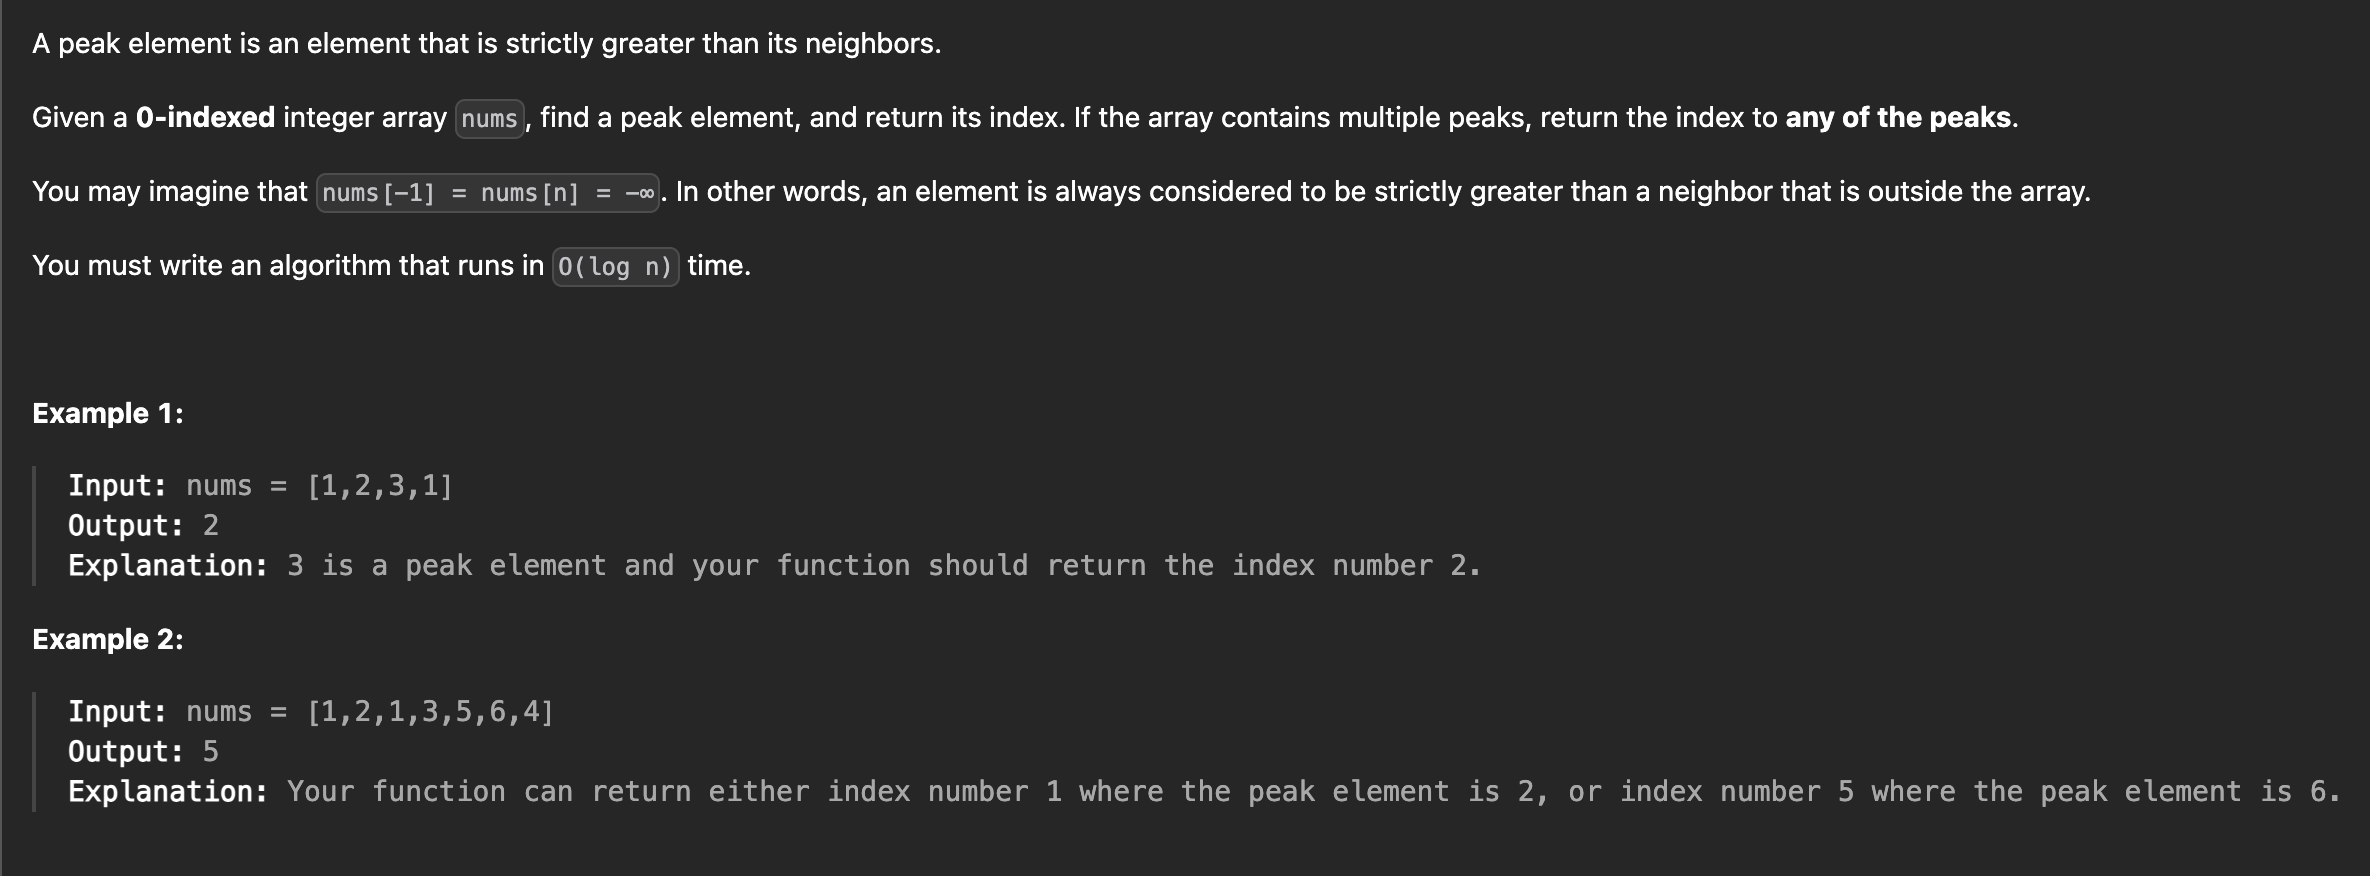 A peak element is an element that is strictly greater than its neighbors.
Given a 0-indexed integer array nums, find a peak element, and return its index. If the array contains multiple peaks, return the index to any of the peaks.
You may imagine that nums[-1] = nums[n] = -∞. In other words, an element is always considered to be strictly greater than a neighbor that is outside the array.
You must write an algorithm that runs in O(log n) time.
Example 1:
Input: nums = [1,2,3,1]
Output: 2
Explanation: 3 is a peak element and your function should return the index number 2.
Example 2:
Input: nums = [1,2,1,3,5,6,4]
Output: 5
Explanation: Your function can return either index number 1 where the peak element is 2, or index number 5 where the peak element is 6.